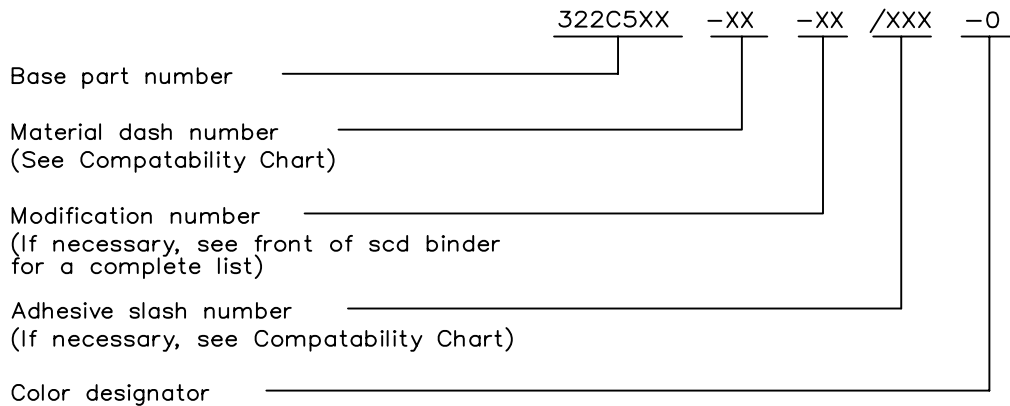 322C5XX -XX -XX /XXX -0
Base part number
Material dash number
(See Compatability Chart)
Modification number
(If necessary, see front of scd binder
for a complete list)
Adhesive slash number
(If necessary, see Compatability Chart)
Color designator